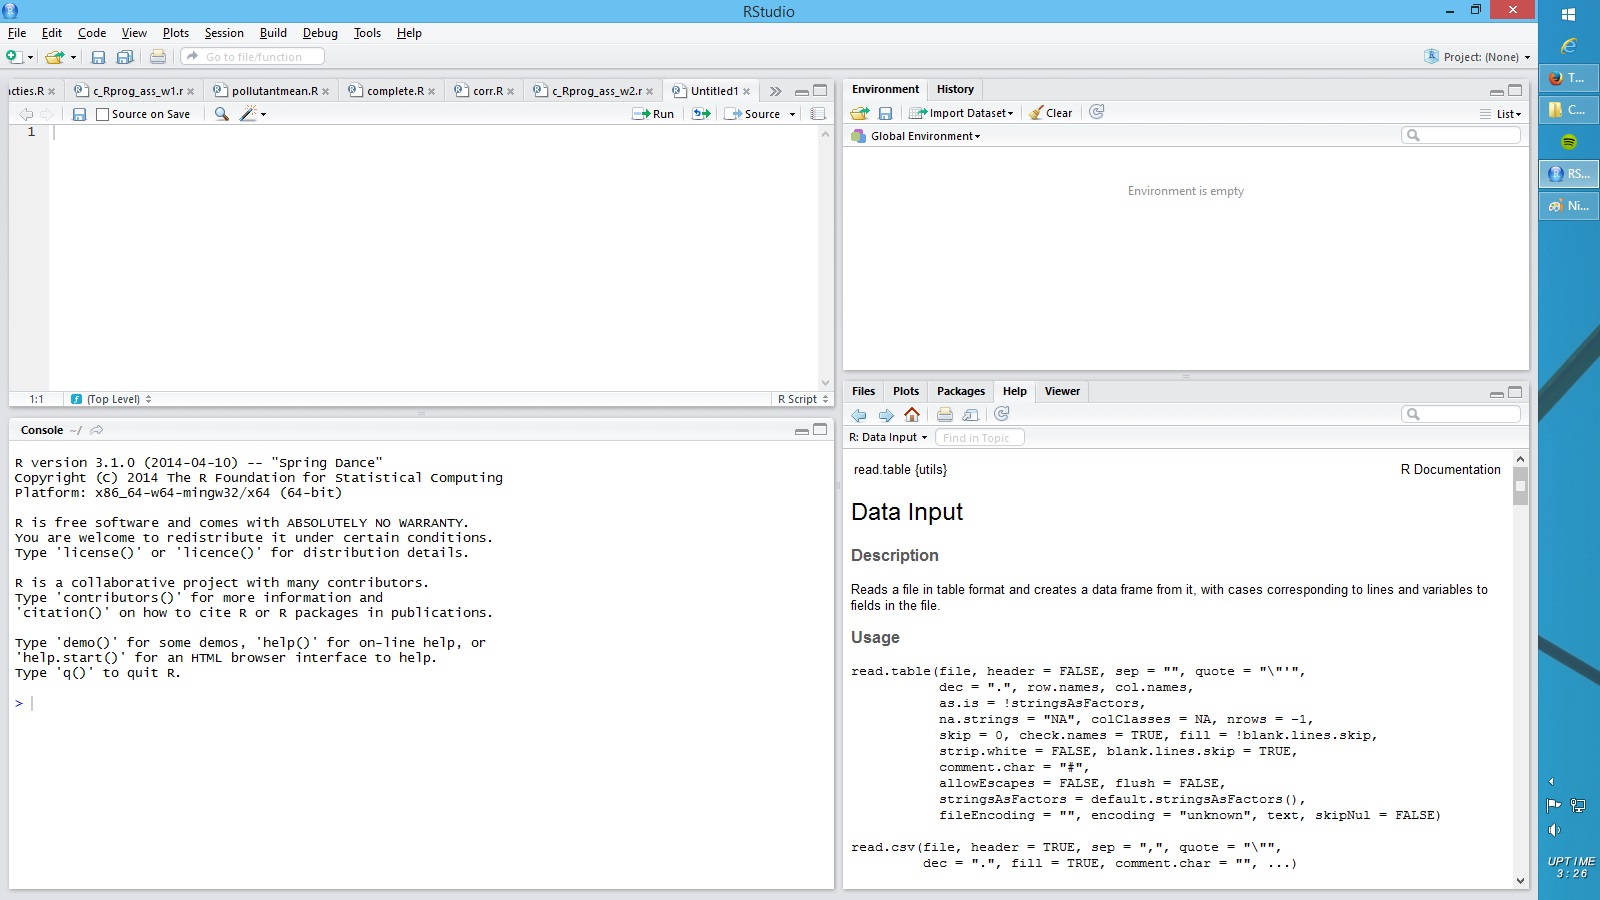 RStudio
File Edit Code View Plots Session Build Debug Tools Help
Go to file/function
Project: (None)
cties.R
c_Rprog_ass_w1.r
pollutantmean.R
complete.R
corr.R
c_Rprog_ass_w2.r
Untitled1
Source on Save
Run
Source
1
1:1
(Top Level)
R Script
Console ~/
R version 3.1.0 (2014-04-10) -- "Spring Dance"
Copyright (C) 2014 The R Foundation for Statistical Computing
Platform: x86_64-w64-mingw32/x64 (64-bit)
R is free software and comes with ABSOLUTELY NO WARRANTY.
You are welcome to redistribute it under certain conditions.
Type 'license()' or 'licence()' for distribution details.
R is a collaborative project with many contributors.
Type 'contributors()' for more information and
'citation()' on how to cite R or R packages in publications.
Type 'demo()' for some demos, 'help()' for on-line help, or
'help.start()' for an HTML browser interface to help.
Type 'q()' to quit R.
>
Environment History
Import Dataset
Clear
List
Global Environment
Environment is empty
Files Plots Packages Help Viewer
R: Data Input
Find in Topic
read.table {utils}
R Documentation
Data Input
Description
Reads a file in table format and creates a data frame from it, with cases corresponding to lines and variables to
fields in the file.
Usage
read.table(file, header = FALSE, sep = "", quote = "\"'",
dec = ".", row.names, col.names,
as.is = !stringsAsFactors,
na.strings = "NA", colClasses = NA, nrows = -1,
skip = 0, check.names = TRUE, fill = !blank.lines.skip,
strip.white = FALSE, blank.lines.skip = TRUE,
comment.char = "#",
allowEscapes = FALSE, flush = FALSE,
stringsAsFactors = default.stringsAsFactors(),
fileEncoding = "", encoding = "unknown", text, skipNul = FALSE)
read.csv(file, header = TRUE, sep = ",", quote = "\"",
dec = ".", fill = TRUE, comment.char = "", ...)
T...
C...
RS...
Ni...
UPTIME
3:26